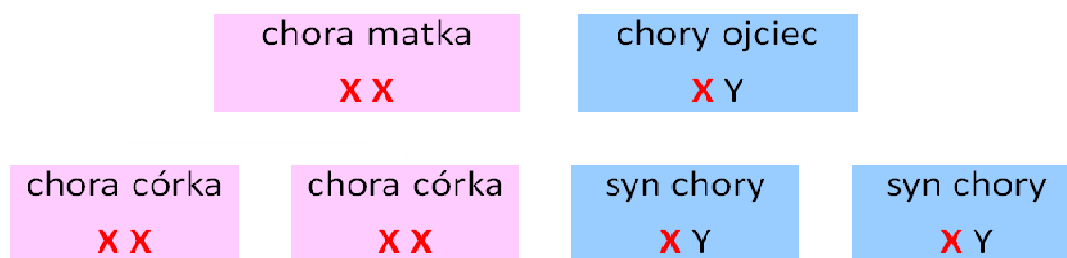 chora matka
X X
chory ojciec
X Y
chora córka
X X
chora córka
X X
syn chory
X Y
syn chory
X Y